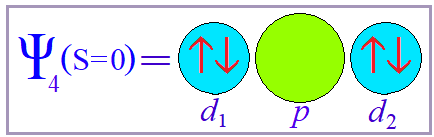 Ψ₄(S=0)= ↑↓ ↑↓
d₁ p d₂